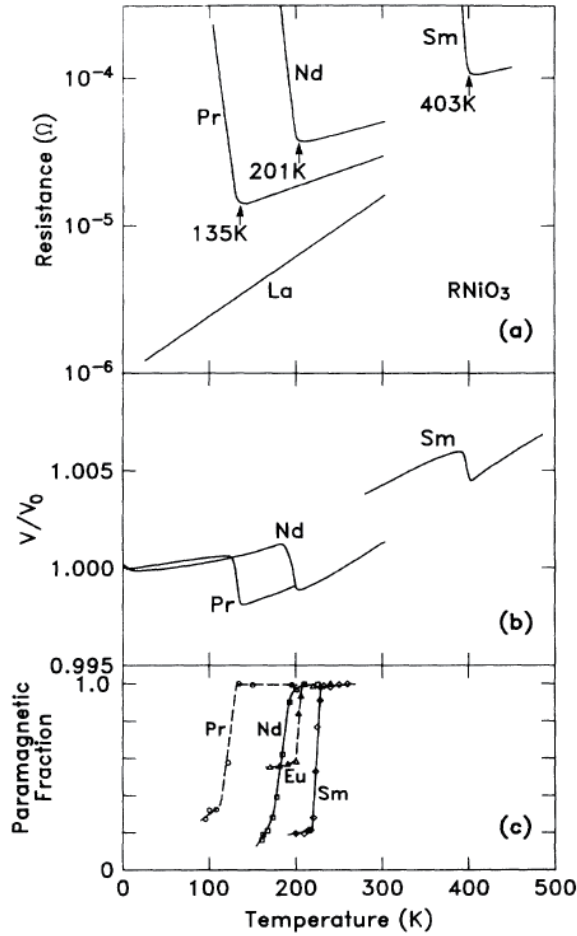 Resistance (Ω)
10⁻⁴
10⁻⁵
10⁻⁶
Pr
Nd
Sm
403K
201K
135K
La
RNiO₃
(a)
V/V₀
1.005
1.000
0.995
Sm
Nd
Pr
(b)
Paramagnetic
Fraction
1.0
0
Pr
Nd
Eu
Sm
(c)
0 100 200 300 400 500
Temperature (K)